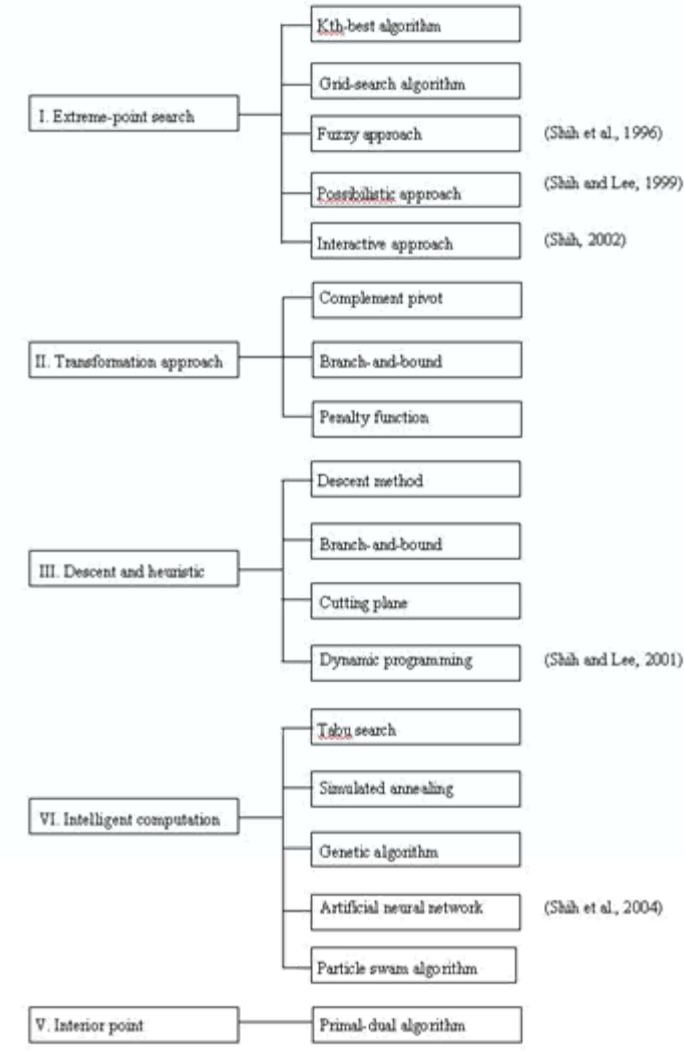 Kth-best algorithm
Grid-search algorithm
I. Extreme-point search
Fuzzy approach (Shih et al., 1996)
Possibilistic approach (Shih and Lee, 1999)
Interactive approach (Shih, 2002)
Complement pivot
II. Transformation approach
Branch-and-bound
Penalty function
Descent method
Branch-and-bound
III. Descent and heuristic
Cutting plane
Dynamic programming (Shih and Lee, 2001)
Tabu search
Simulated annealing
VI. Intelligent computation
Genetic algorithm
Artificial neural network (Shih et al., 2004)
Particle swam algorithm
V. Interior point
Primal-dual algorithm